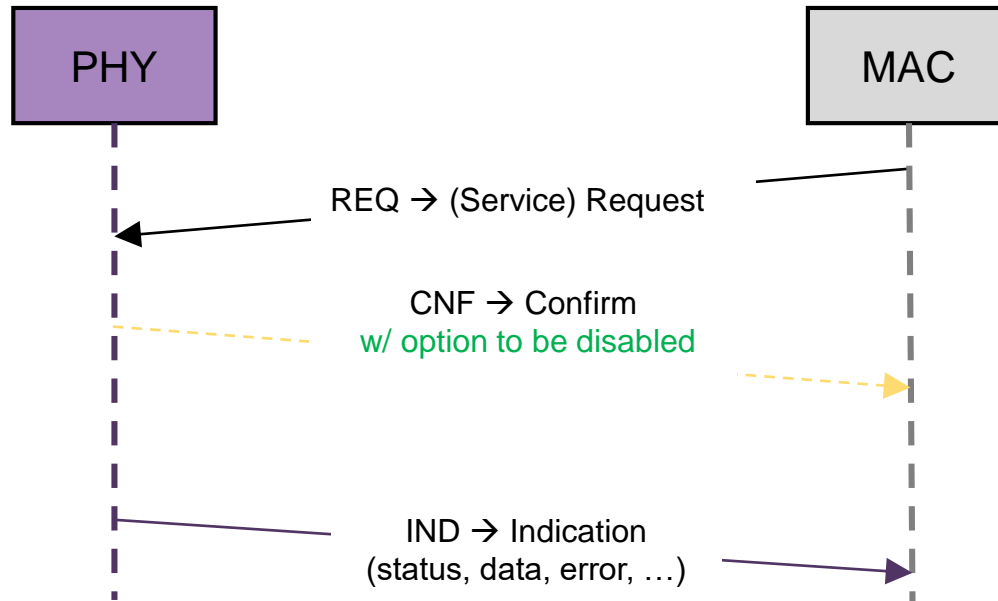 PHY
MAC
REQ → (Service) Request
CNF → Confirm
w/ option to be disabled
IND → Indication
(status, data, error, …)